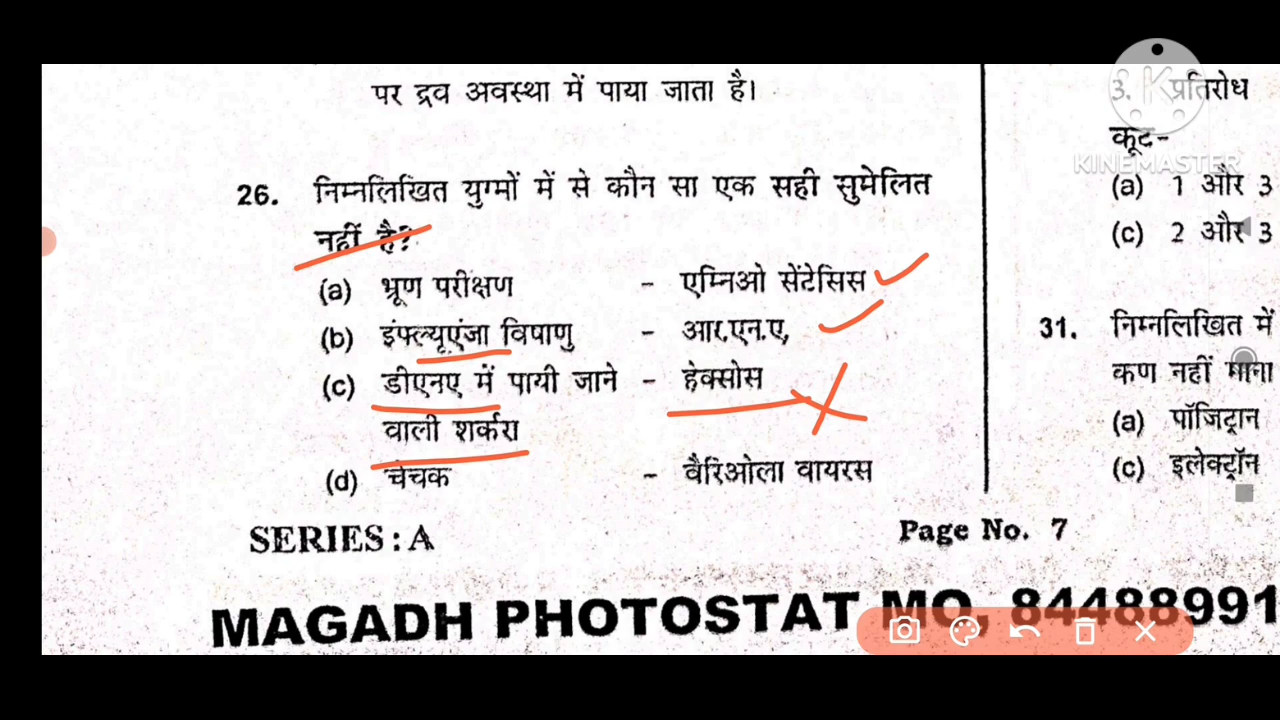 पर द्रव अवस्था में पाया जाता है।
26. निम्नलिखित युग्मों में से कौन सा एक सही सुमेलित
नहीं है?
(a) भ्रूण परीक्षण - एम्निओ सेंटेसिस
(b) इंफ्ल्यूएंजा विषाणु - आर.एन.ए.
(c) डीएनए में पायी जाने - हेक्सोस
वाली शर्करा
(d) चेचक - वैरिओला वायरस
SERIES : A
Page No. 7
3. प्रतिरोध
कूट-
(a) 1 और 3
(c) 2 और 3
31. निम्नलिखित में
कण नहीं माना
(a) पॉजिट्रान
(c) इलेक्ट्रॉन
MAGADH PHOTOSTAT MO, 84488991
K
KINEMASTER